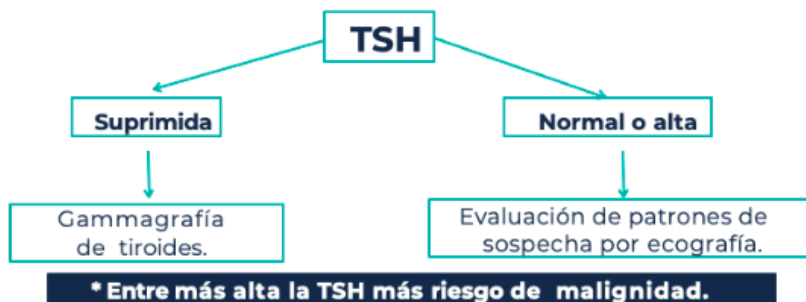 TSH
Suprimida
Normal o alta
Gammagrafía
de tiroides.
Evaluación de patrones de
sospecha por ecografía.
* Entre más alta la TSH más riesgo de malignidad.